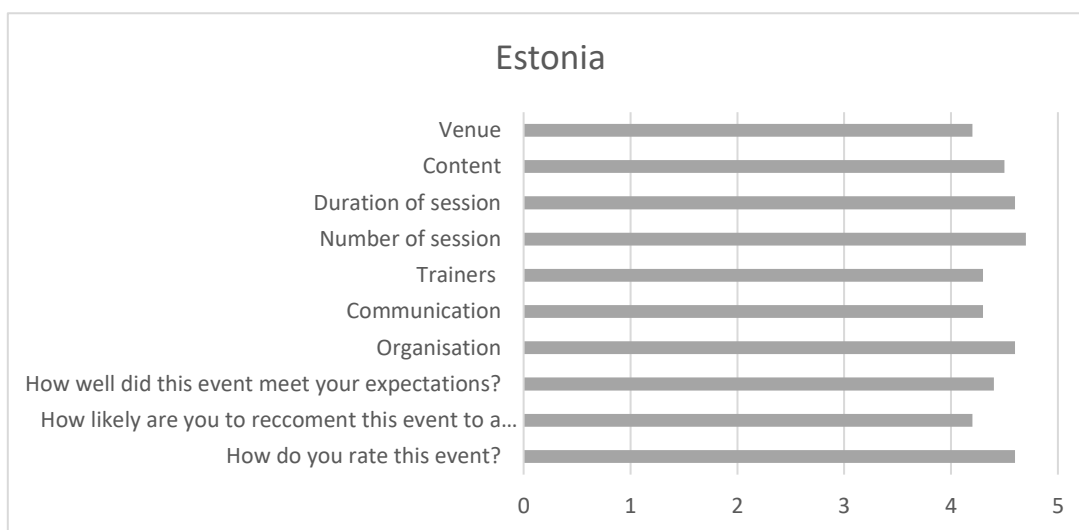 Estonia
Venue
Content
Duration of session
Number of session
Trainers
Communication
Organisation
How well did this event meet your expectations?
How likely are you to reccoment this event to a...
How do you rate this event?
0 1 2 3 4 5